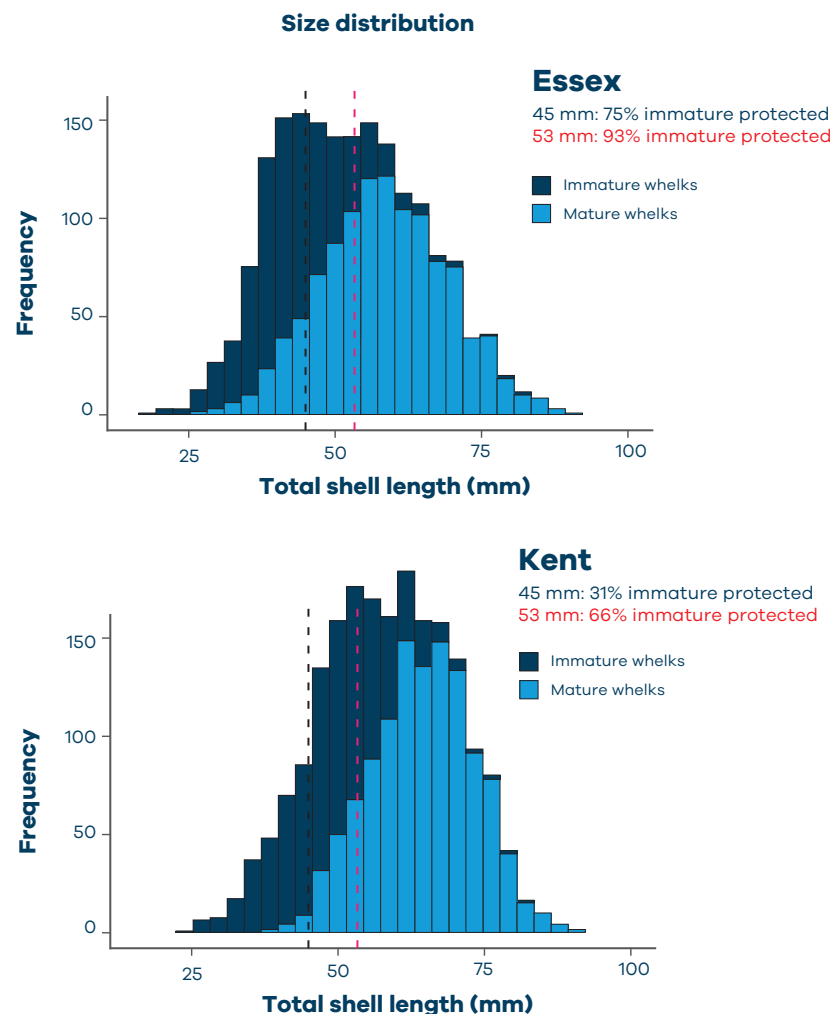 Size distribution
Essex
45 mm: 75% immature protected
53 mm: 93% immature protected
Immature whelks
Mature whelks
Frequency
150
100
50
0
25
50
75
100
Total shell length (mm)
Kent
45 mm: 31% immature protected
53 mm: 66% immature protected
Immature whelks
Mature whelks
Frequency
150
100
50
0
25
50
75
100
Total shell length (mm)